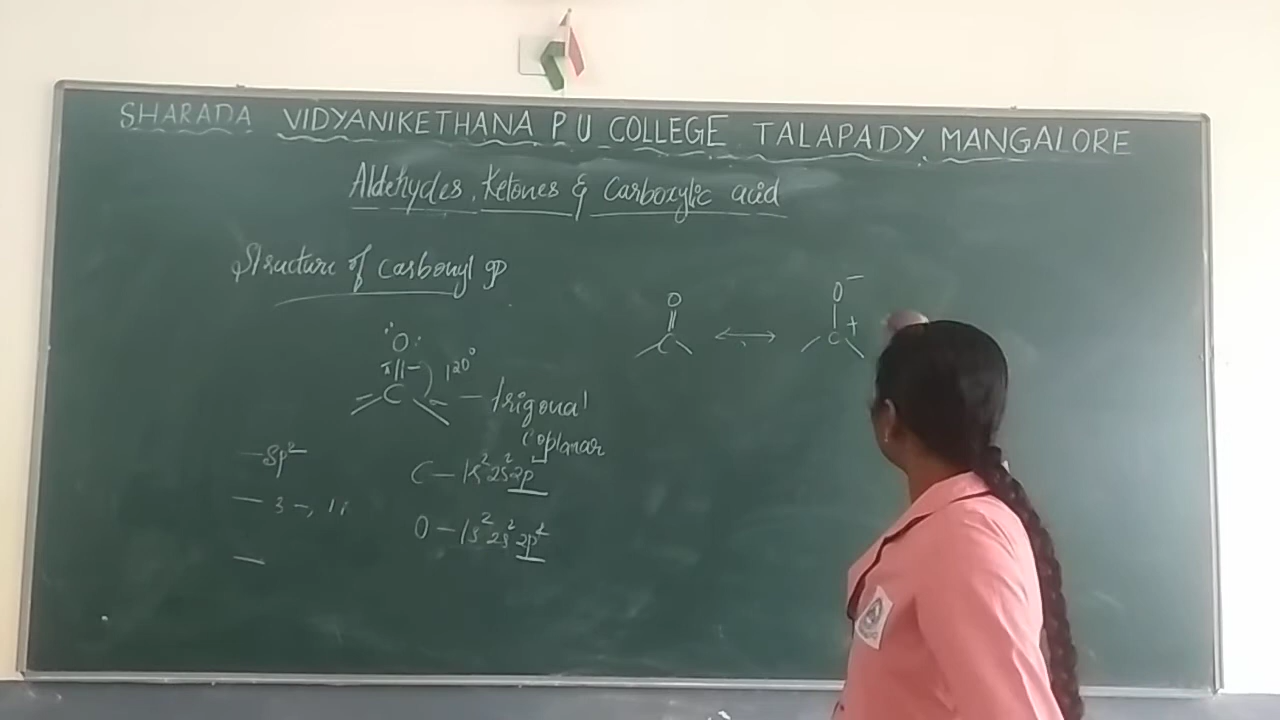 SHARADA VIDYANIKETHANA P U COLLEGE TALAPADY MANGALORE
Aldehydes, Ketones & Carboxylic acid
Structure of Carbonyl gp
O
C
120°
— trigonal
coplanar
— Sp²
C — 1s² 2s² 2p²
O — 1s² 2s² 2p⁴
O
C
O⁻
C +